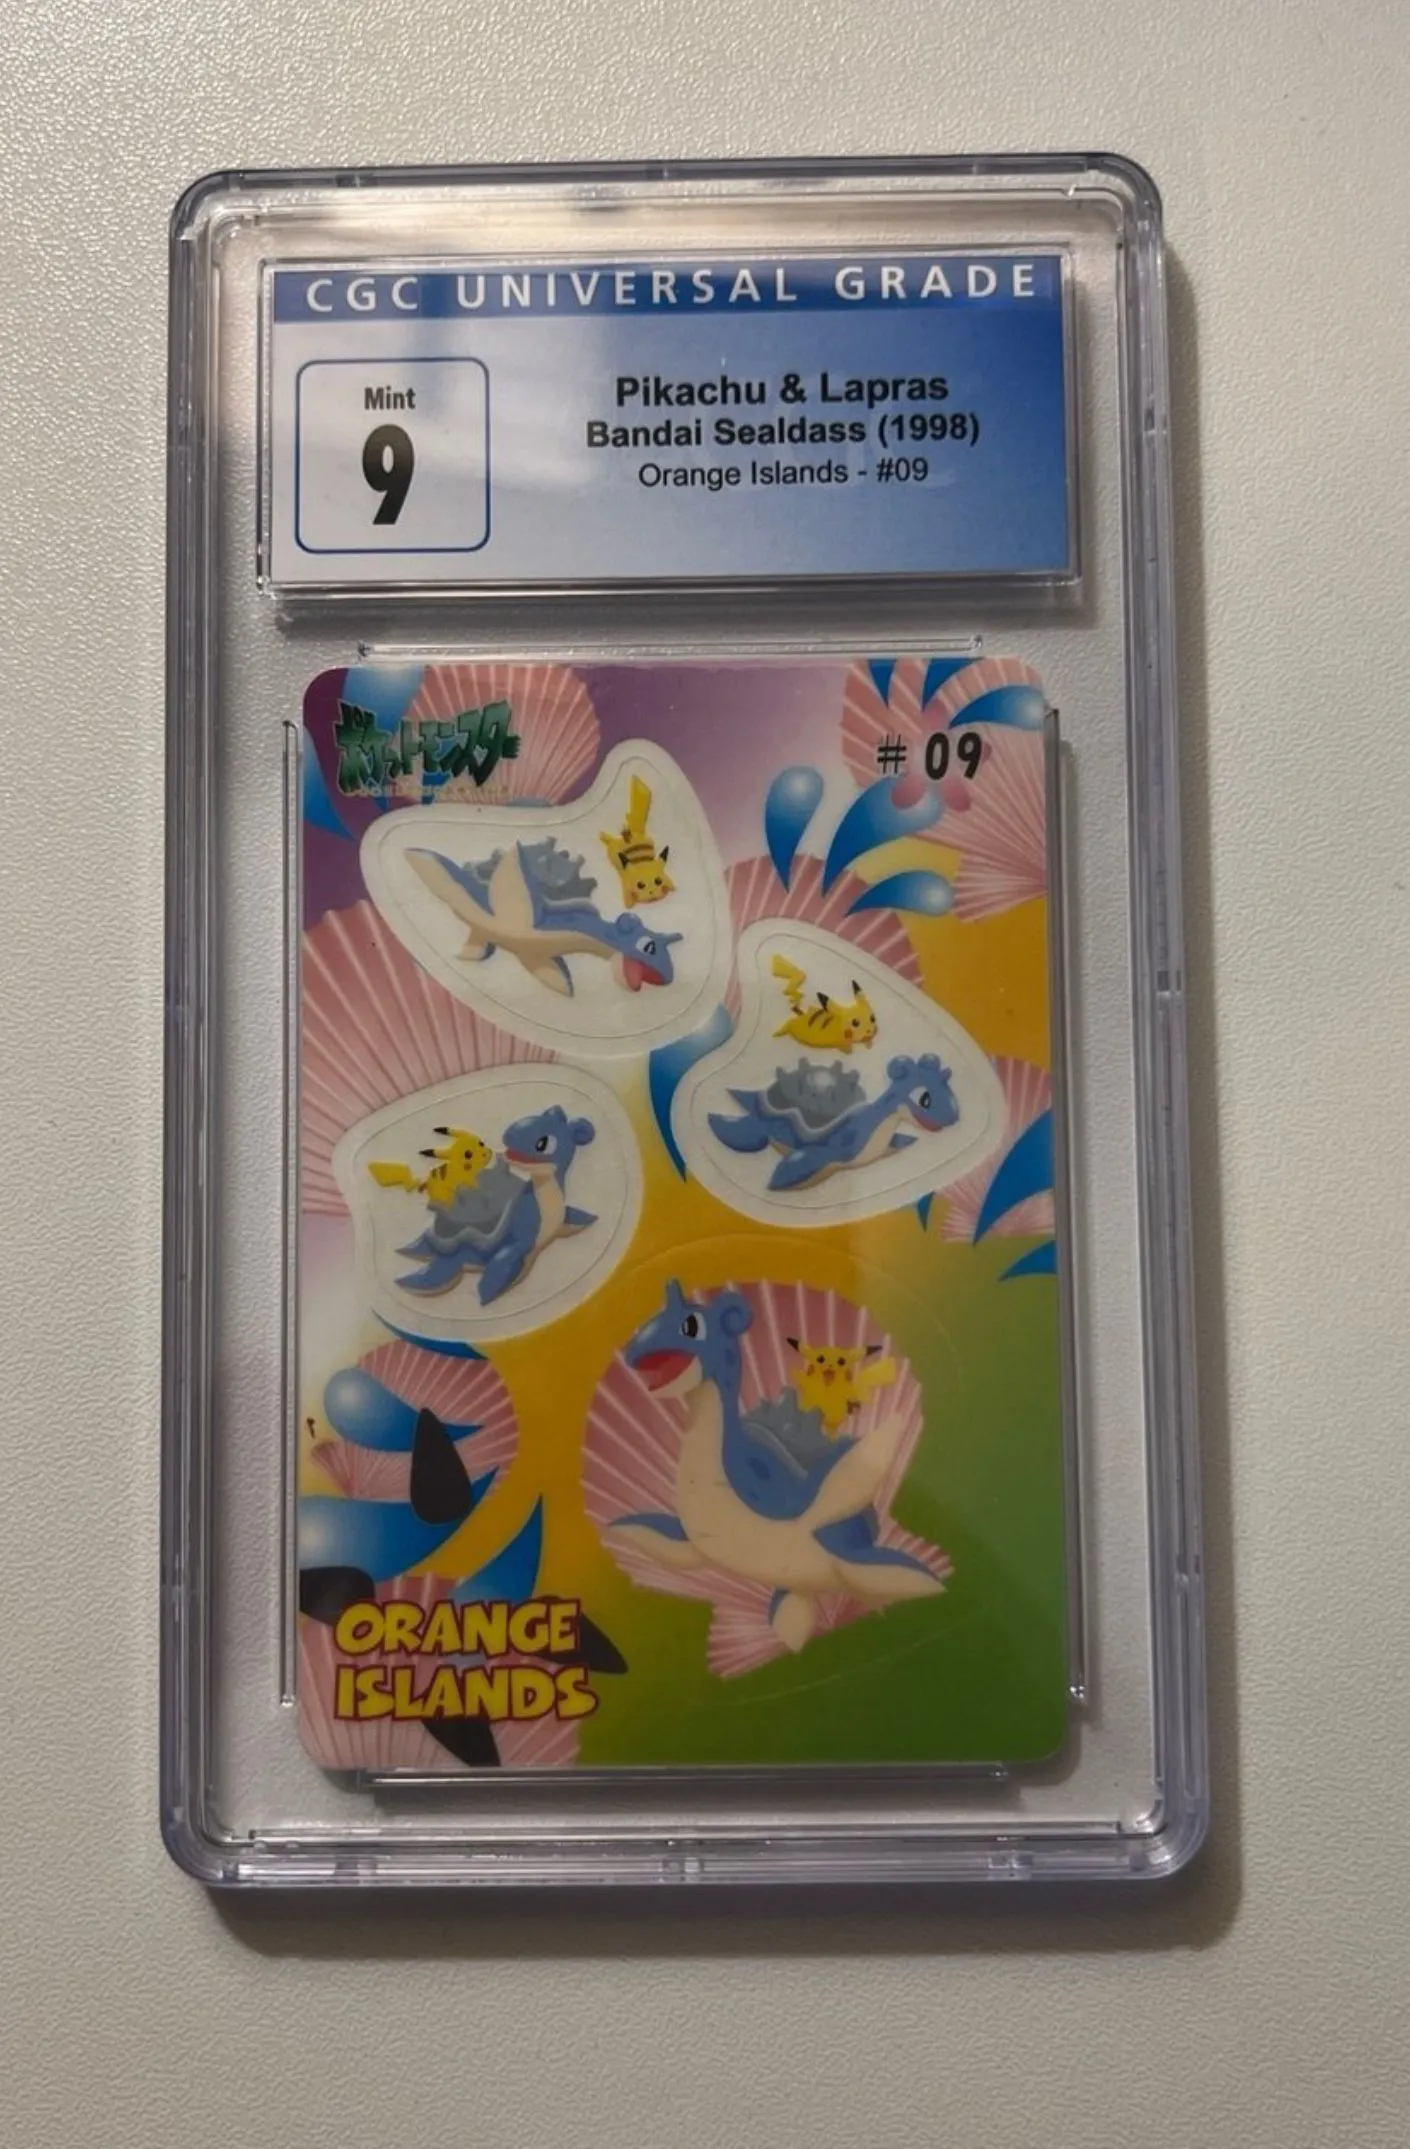 CGC UNIVERSAL GRADE
Mint
9
Pikachu & Lapras
Bandai Sealdass (1998)
Orange Islands - #09
ポケットモンスター
# 09
ORANGE
ISLANDS